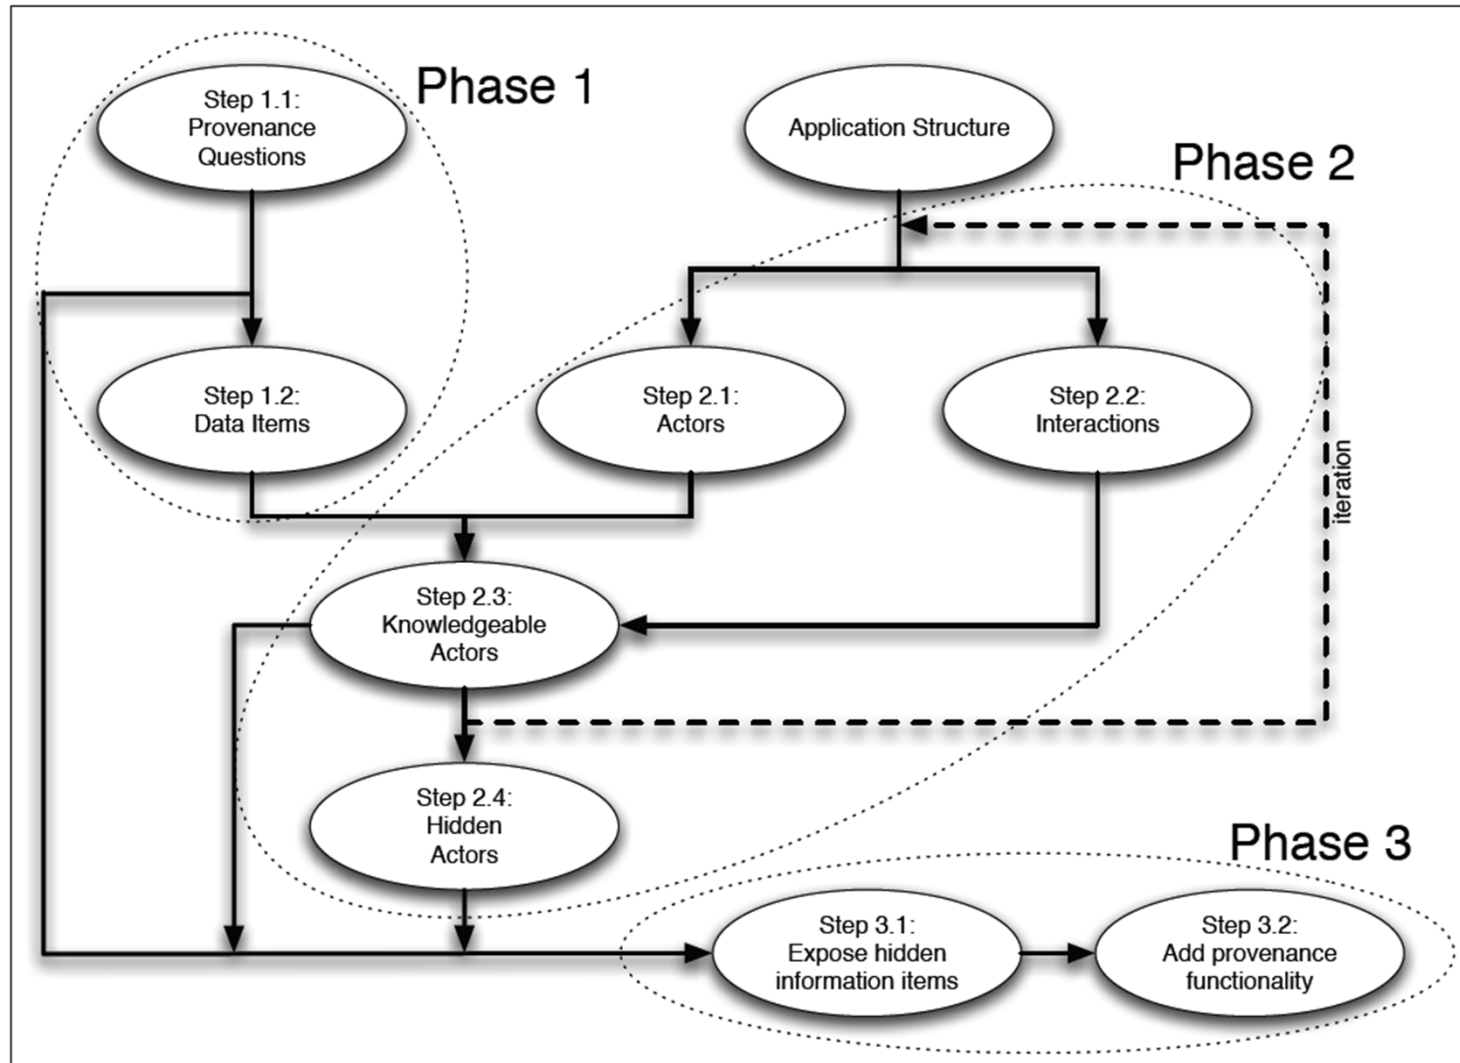 Phase 1
Step 1.1:
Provenance
Questions
Application Structure
Phase 2
Step 1.2:
Data Items
Step 2.1:
Actors
Step 2.2:
Interactions
iteration
Step 2.3:
Knowledgeable
Actors
Step 2.4:
Hidden
Actors
Phase 3
Step 3.1:
Expose hidden
information items
Step 3.2:
Add provenance
functionality